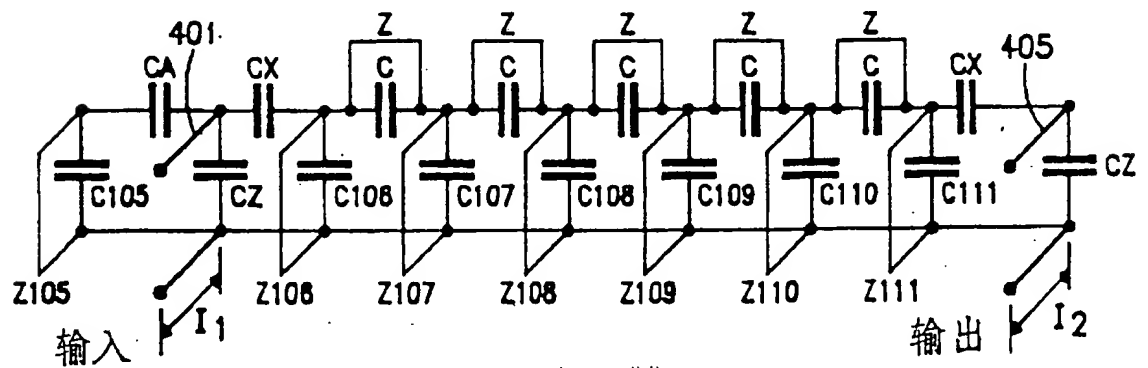 401
Z Z Z Z Z
405
CA CX C C C C C CX
C105 CZ C106 C107 C108 C109 C110 C111 CZ
Z105 Z106 Z107 Z108 Z109 Z110 Z111
I1 I2
输入 输出